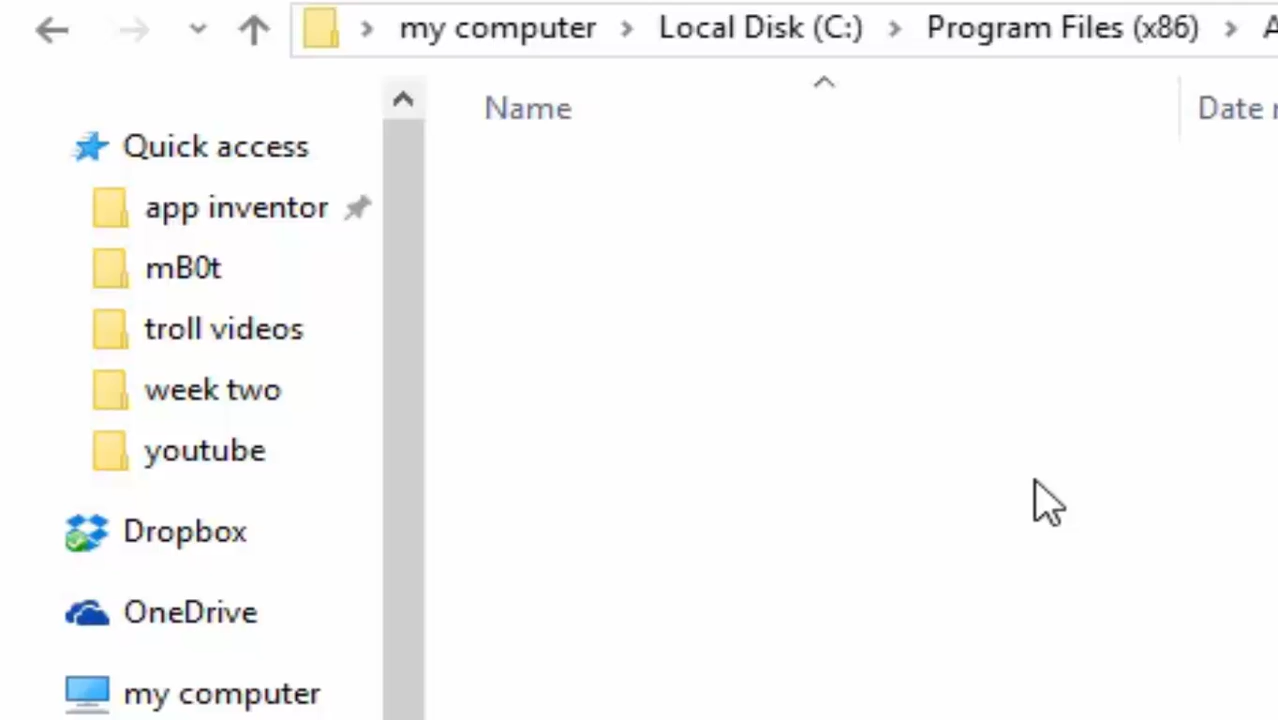 my computer Local Disk (C:) Program Files (x86)
Name Date
Quick access
app inventor
mB0t
troll videos
week two
youtube
Dropbox
OneDrive
my computer